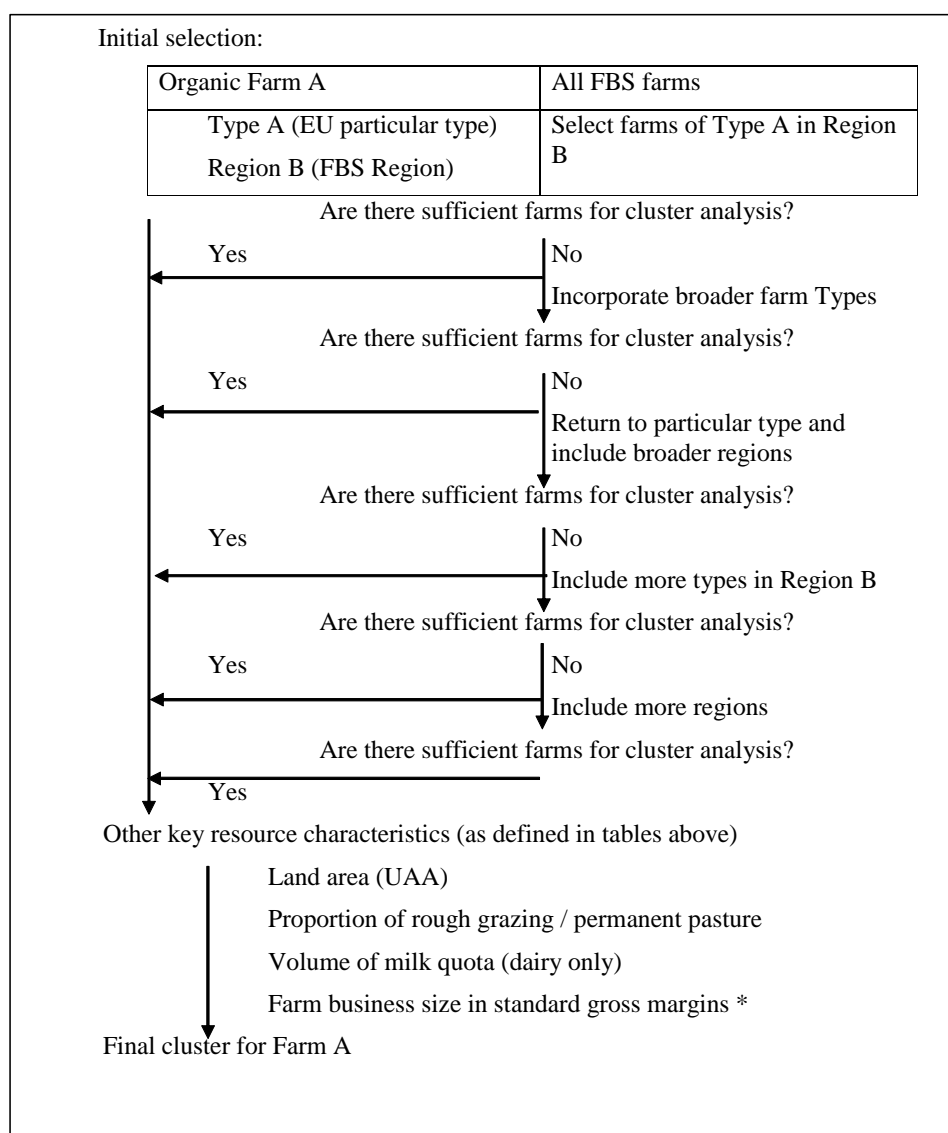 Initial selection:
Organic Farm A
All FBS farms
Type A (EU particular type)
Region B (FBS Region)
Select farms of Type A in Region
B
Are there sufficient farms for cluster analysis?
Yes
No
Incorporate broader farm Types
Are there sufficient farms for cluster analysis?
Yes
No
Return to particular type and
include broader regions
Are there sufficient farms for cluster analysis?
Yes
No
Include more types in Region B
Are there sufficient farms for cluster analysis?
Yes
No
Include more regions
Are there sufficient farms for cluster analysis?
Yes
Other key resource characteristics (as defined in tables above)
Land area (UAA)
Proportion of rough grazing / permanent pasture
Volume of milk quota (dairy only)
Farm business size in standard gross margins *
Final cluster for Farm A